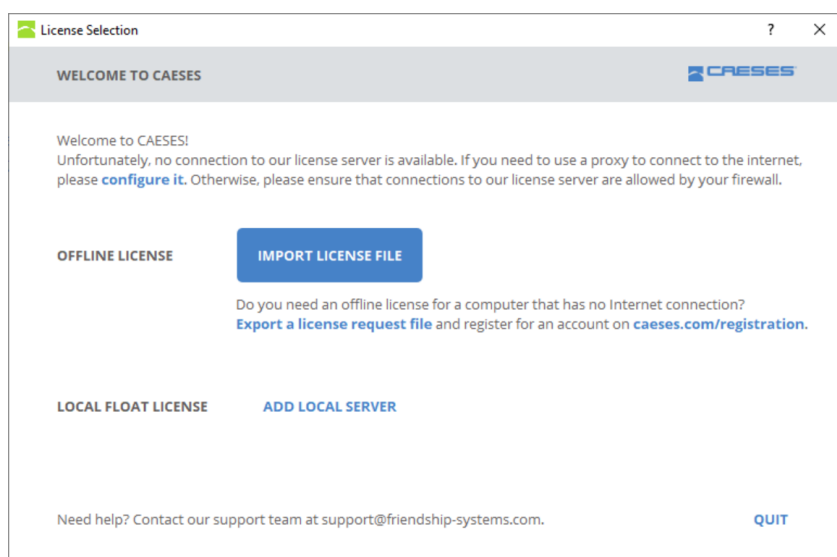 License Selection
WELCOME TO CAESES
CAESES
Welcome to CAESES!
Unfortunately, no connection to our license server is available. If you need to use a proxy to connect to the internet,
please configure it. Otherwise, please ensure that connections to our license server are allowed by your firewall.
OFFLINE LICENSE
IMPORT LICENSE FILE
Do you need an offline license for a computer that has no Internet connection?
Export a license request file and register for an account on caeses.com/registration.
LOCAL FLOAT LICENSE
ADD LOCAL SERVER
Need help? Contact our support team at support@friendship-systems.com.
QUIT